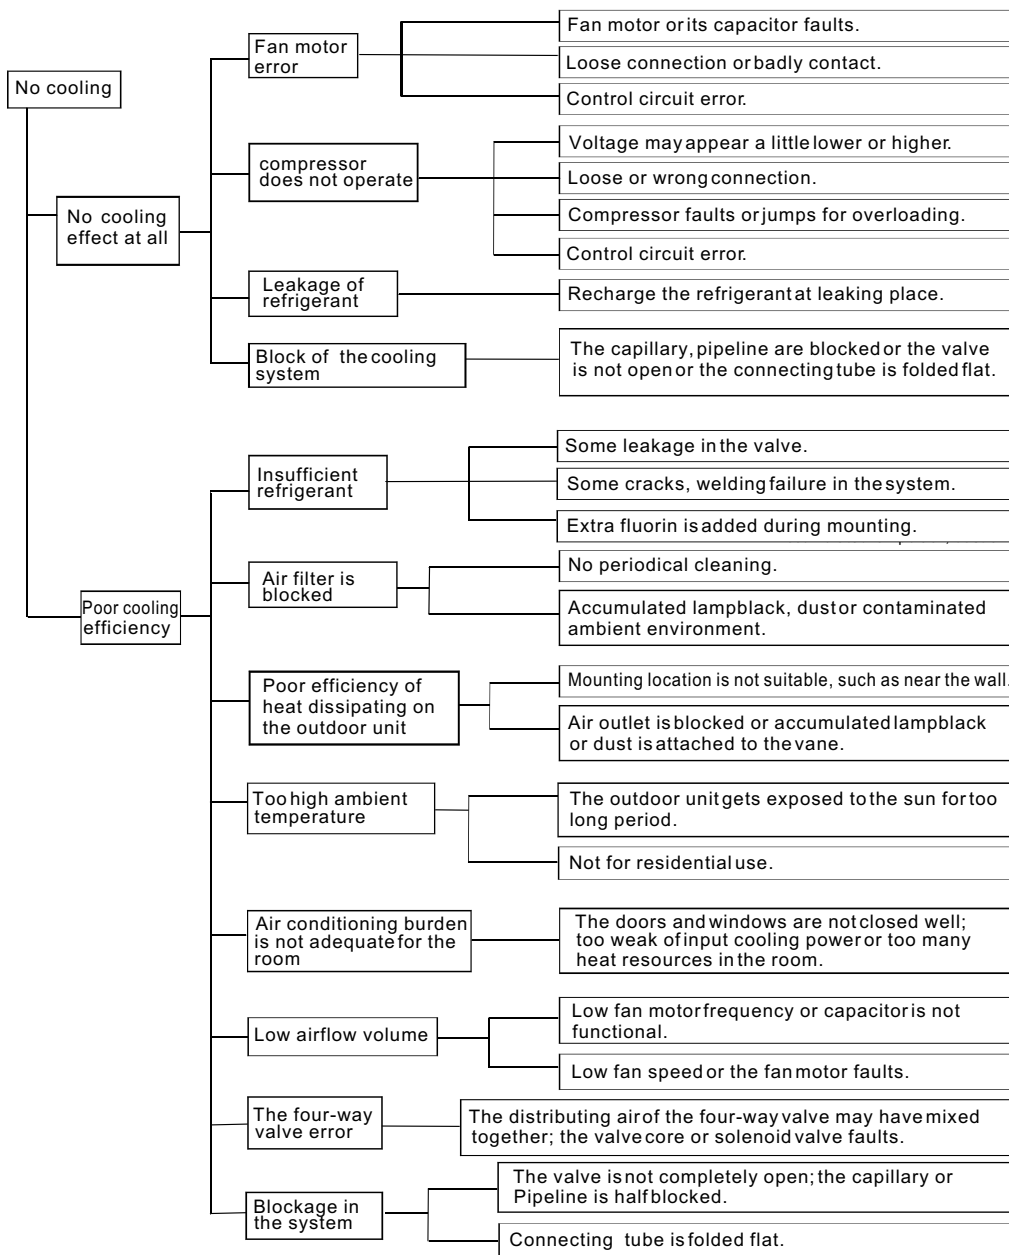 No cooling
No cooling
effect at all
Fan motor
error
Fan motor or its capacitor faults.
Loose connection or badly contact.
Control circuit error.
compressor
does not operate
Voltage may appear a little lower or higher.
Loose or wrong connection.
Compressor faults or jumps for overloading.
Control circuit error.
Leakage of
refrigerant
Recharge the refrigerant at leaking place.
Block of the cooling
system
The capillary, pipeline are blocked or the valve
is not open or the connecting tube is folded flat.
Poor cooling
efficiency
Insufficient
refrigerant
Some leakage in the valve.
Some cracks, welding failure in the system.
Extra fluorin is added during mounting.
Air filter is
blocked
No periodical cleaning.
Accumulated lampblack, dust or contaminated
ambient environment.
Poor efficiency of
heat dissipating on
the outdoor unit
Mounting location is not suitable, such as near the wall.
Air outlet is blocked or accumulated lampblack
or dust is attached to the vane.
Too high ambient
temperature
The outdoor unit gets exposed to the sun for too
long period.
Not for residential use.
Air conditioning burden
is not adequate for the
room
The doors and windows are not closed well;
too weak of input cooling power or too many
heat resources in the room.
Low airflow volume
Low fan motor frequency or capacitor is not
functional.
Low fan speed or the fan motor faults.
The four-way
valve error
The distributing air of the four-way valve may have mixed
together; the valve core or solenoid valve faults.
Blockage in
the system
The valve is not completely open; the capillary or
Pipeline is half blocked.
Connecting tube is folded flat.